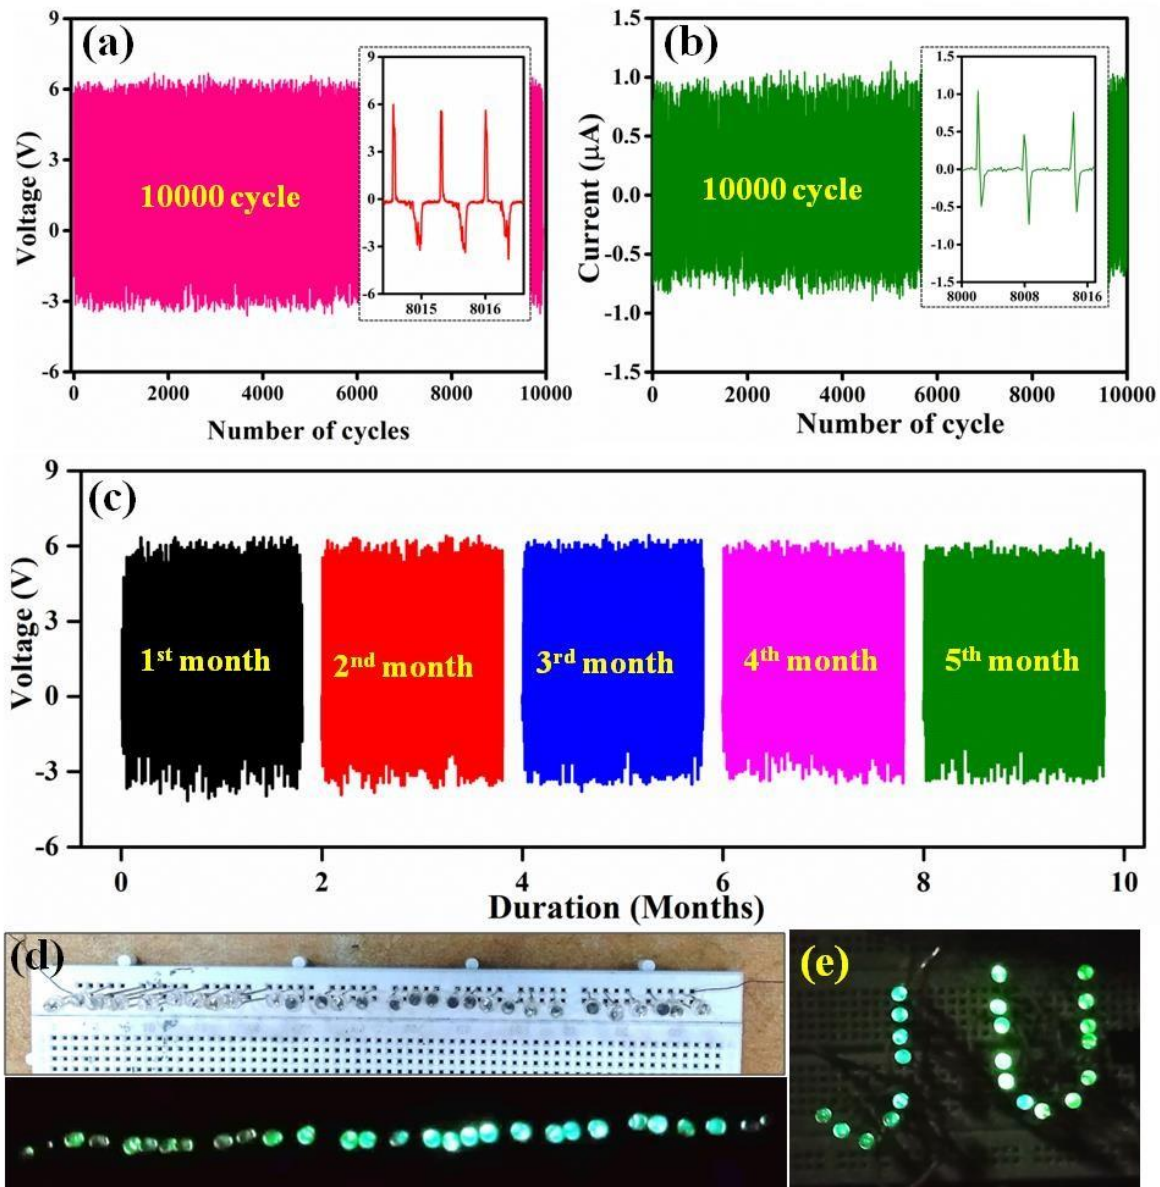 (a)
9
6
3
0
-3
-6
Voltage (V)
10000 cycle
9
6
3
0
-3
-6
8015 8016
0 2000 4000 6000 8000 10000
Number of cycles
(b)
1.5
1.0
0.5
0.0
-0.5
-1.0
-1.5
Current (μA)
10000 cycle
1.5
1.0
0.5
0.0
-0.5
-1.0
-1.5
8000 8008 8016
0 2000 4000 6000 8000 10000
Number of cycle
(c)
9
6
3
0
-3
-6
Voltage (V)
1st month
2nd month
3rd month
4th month
5th month
0 2 4 6 8 10
Duration (Months)
(d)
(e)